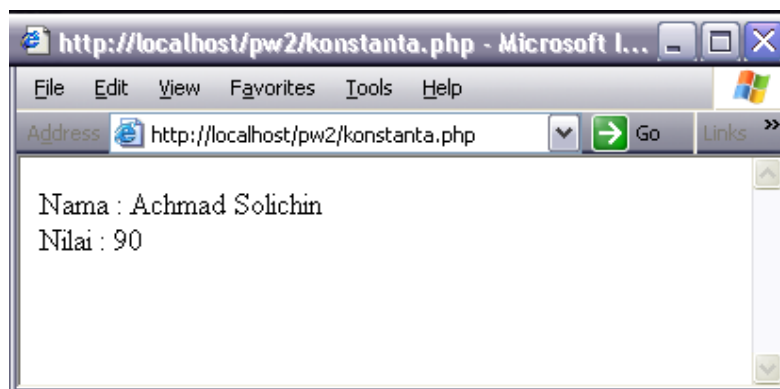 http://localhost/pw2/konstanta.php - Microsoft I...
File Edit View Favorites Tools Help
Address http://localhost/pw2/konstanta.php Go Links »
Nama : Achmad Solichin
Nilai : 90